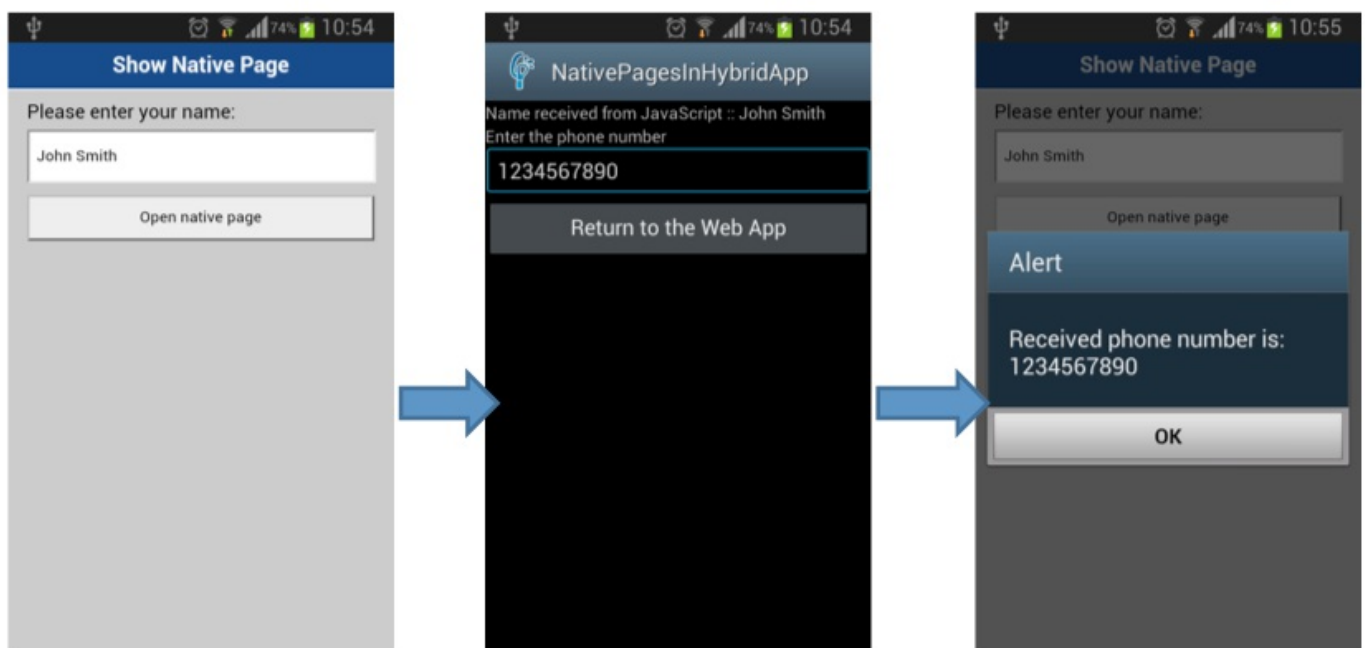 74% 10:54
Show Native Page
Please enter your name:
John Smith
Open native page
74% 10:54
NativePagesInHybridApp
Name received from JavaScript :: John Smith
Enter the phone number
1234567890
Return to the Web App
74% 10:55
Show Native Page
Please enter your name:
John Smith
Open native page
Alert
Received phone number is:
1234567890
OK